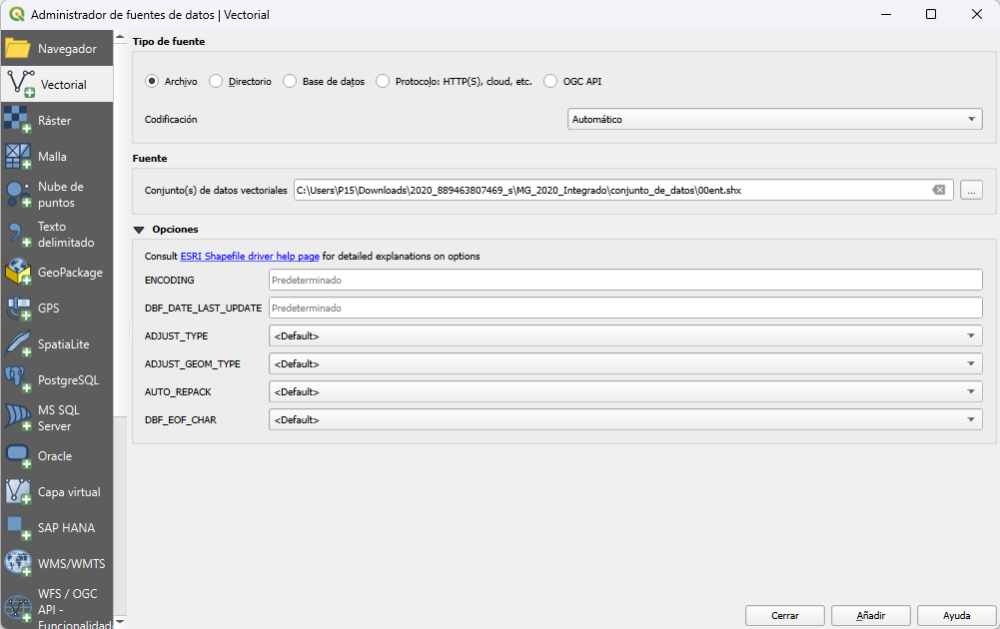 Administrador de fuentes de datos | Vectorial
Navegador
Vectorial
Ráster
Malla
Nube de
puntos
Texto
delimitado
GeoPackage
GPS
SpatiaLite
PostgreSQL
MS SQL
Server
Oracle
Capa virtual
SAP HANA
WMS/WMTS
WFS / OGC
API -
Funcionalidad
Tipo de fuente
Archivo
Directorio
Base de datos
Protocolo: HTTP(S), cloud, etc.
OGC API
Codificación
Automático
Fuente
Conjunto(s) de datos vectoriales
C:\Users\P15\Downloads\2020_889463807469_s\MG_2020_Integrado\conjunto_de_datos\00ent.shx
...
Opciones
Consult ESRI Shapefile driver help page for detailed explanations on options
ENCODING
Predeterminado
DBF_DATE_LAST_UPDATE
Predeterminado
ADJUST_TYPE
<Default>
ADJUST_GEOM_TYPE
<Default>
AUTO_REPACK
<Default>
DBF_EOF_CHAR
<Default>
Cerrar
Añadir
Ayuda